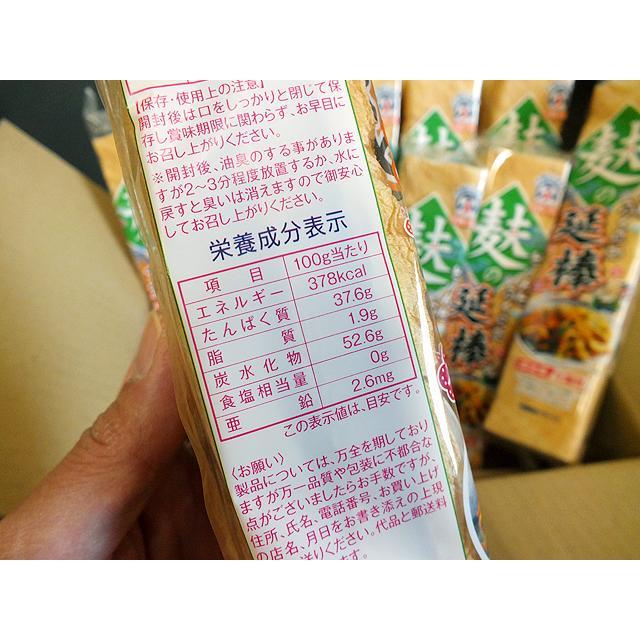 【保存・使用上の注意】
開封後は口をしっかりと閉じて保
存し賞味期限に関わらず、お早目に
お召し上がりください。
※開封後、油臭のする事がありま
すが2〜3分程度放置するか、水に
戻すと臭いは消えますので御安心
してお召し上がりください。
栄養成分表示
項目 100g当たり
エネルギー 378kcal
たんぱく質 37.6g
脂質 1.9g
炭水化物 52.6g
食塩相当量 0g
亜鉛 2.6mg
この表示値は、目安です。
〈お願い〉
製品については、万全を期しており
ますが万一品質や包装に不都合な
点がございましたらお手数ですが、
住所、氏名、電話番号、お買い上げ
の店名、月日をお書き添えの上現
送りください。代品と郵送料
ます。
麩の
延棒
麩の
延棒
麩の
延棒
麩
麩